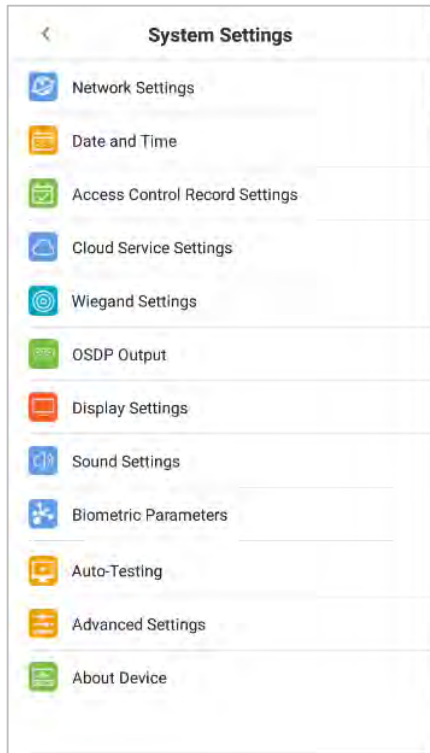 System Settings
Network Settings
Date and Time
Access Control Record Settings
Cloud Service Settings
Wiegand Settings
OSDP Output
Display Settings
Sound Settings
Biometric Parameters
Auto-Testing
Advanced Settings
About Device